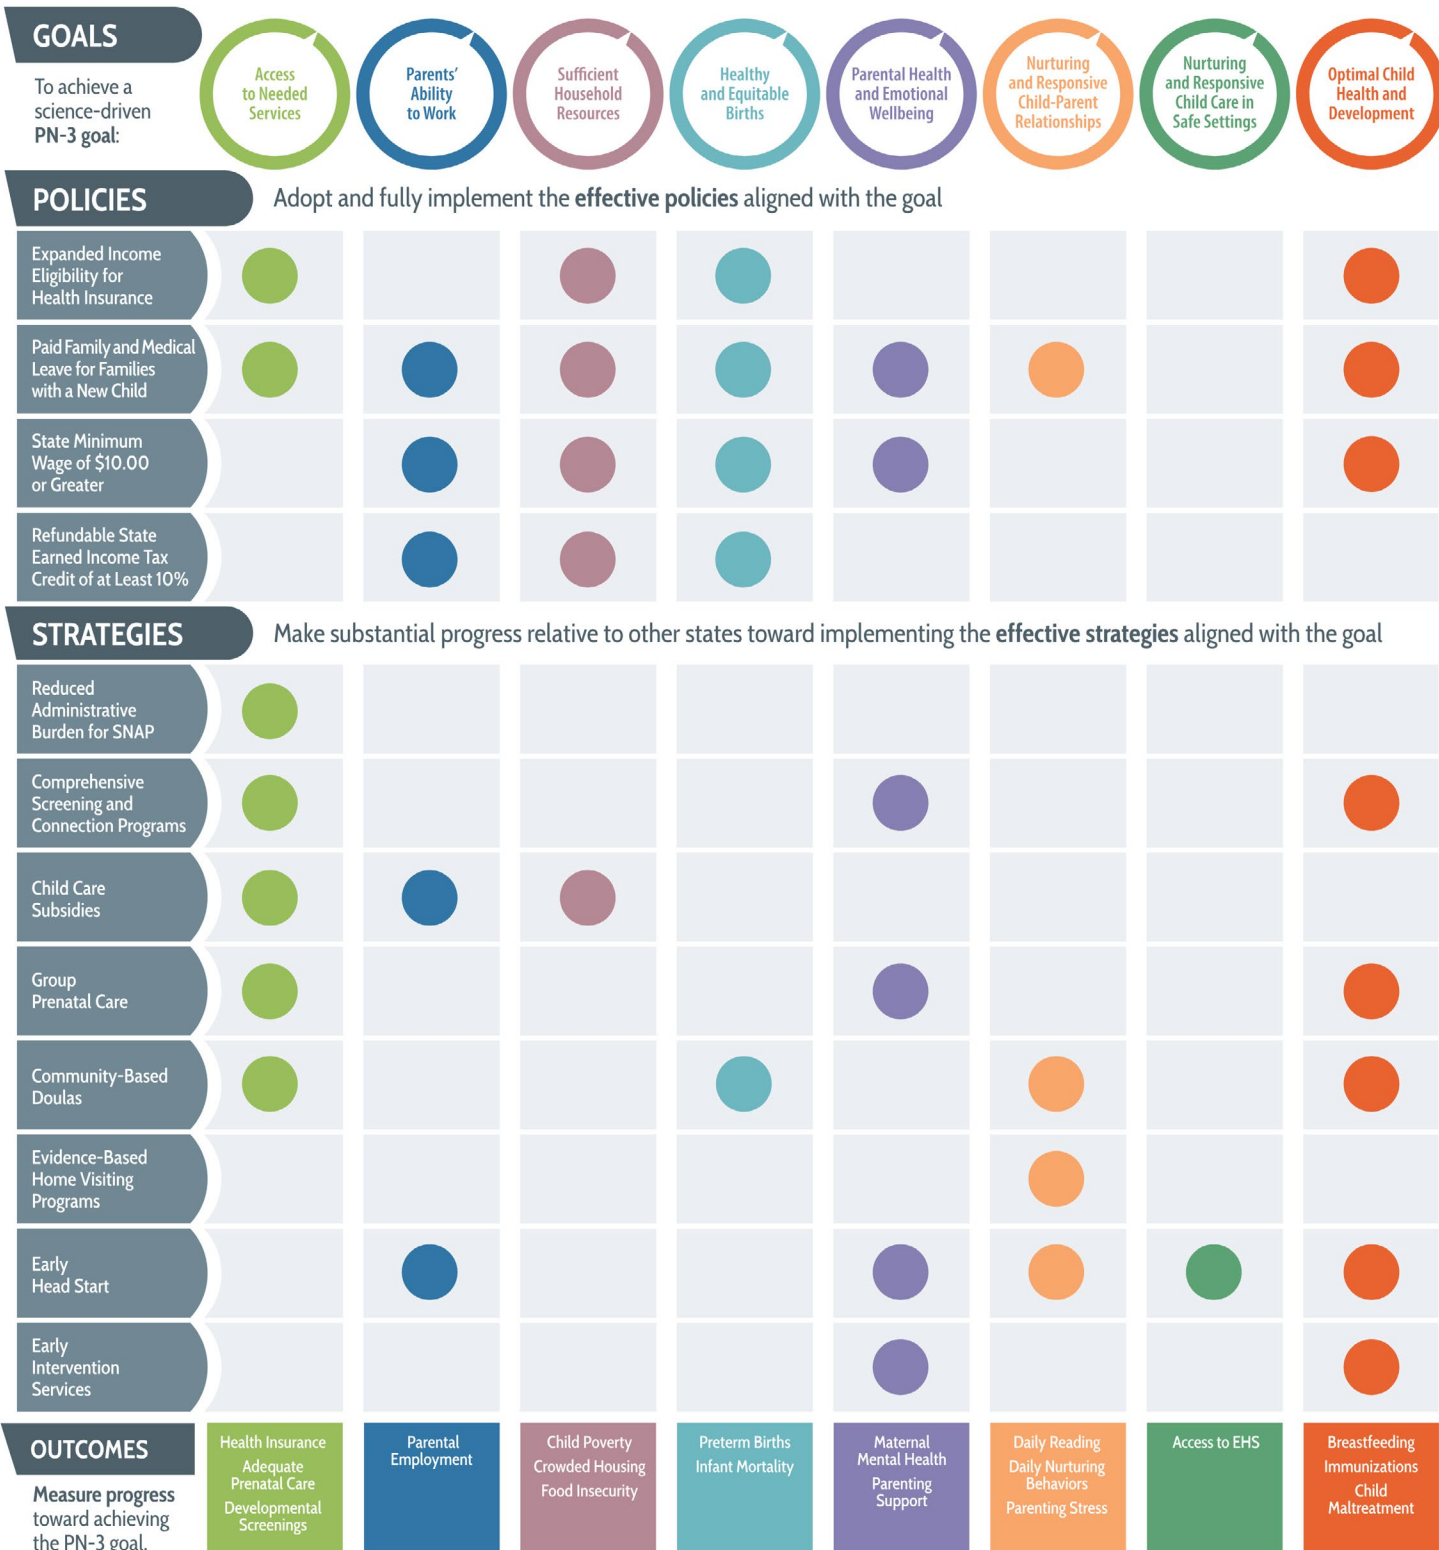 GOALS
To achieve a
science-driven
PN-3 goal:
Access
to Needed
Services
Parents'
Ability
to Work
Sufficient
Household
Resources
Healthy
and Equitable
Births
Parental Health
and Emotional
Wellbeing
Nurturing
and Responsive
Child-Parent
Relationships
Nurturing
and Responsive
Child Care in
Safe Settings
Optimal Child
Health and
Development
POLICIES
Adopt and fully implement the effective policies aligned with the goal
Expanded Income
Eligibility for
Health Insurance
Paid Family and Medical
Leave for Families
with a New Child
State Minimum
Wage of $10.00
or Greater
Refundable State
Earned Income Tax
Credit of at Least 10%
STRATEGIES
Make substantial progress relative to other states toward implementing the effective strategies aligned with the goal
Reduced
Administrative
Burden for SNAP
Comprehensive
Screening and
Connection Programs
Child Care
Subsidies
Group
Prenatal Care
Community-Based
Doulas
Evidence-Based
Home Visiting
Programs
Early
Head Start
Early
Intervention
Services
OUTCOMES
Measure progress
toward achieving
the PN-3 goal.
Health Insurance
Adequate
Prenatal Care
Developmental
Screenings
Parental
Employment
Child Poverty
Crowded Housing
Food Insecurity
Preterm Births
Infant Mortality
Maternal
Mental Health
Parenting
Support
Daily Reading
Daily Nurturing
Behaviors
Parenting Stress
Access to EHS
Breastfeeding
Immunizations
Child
Maltreatment